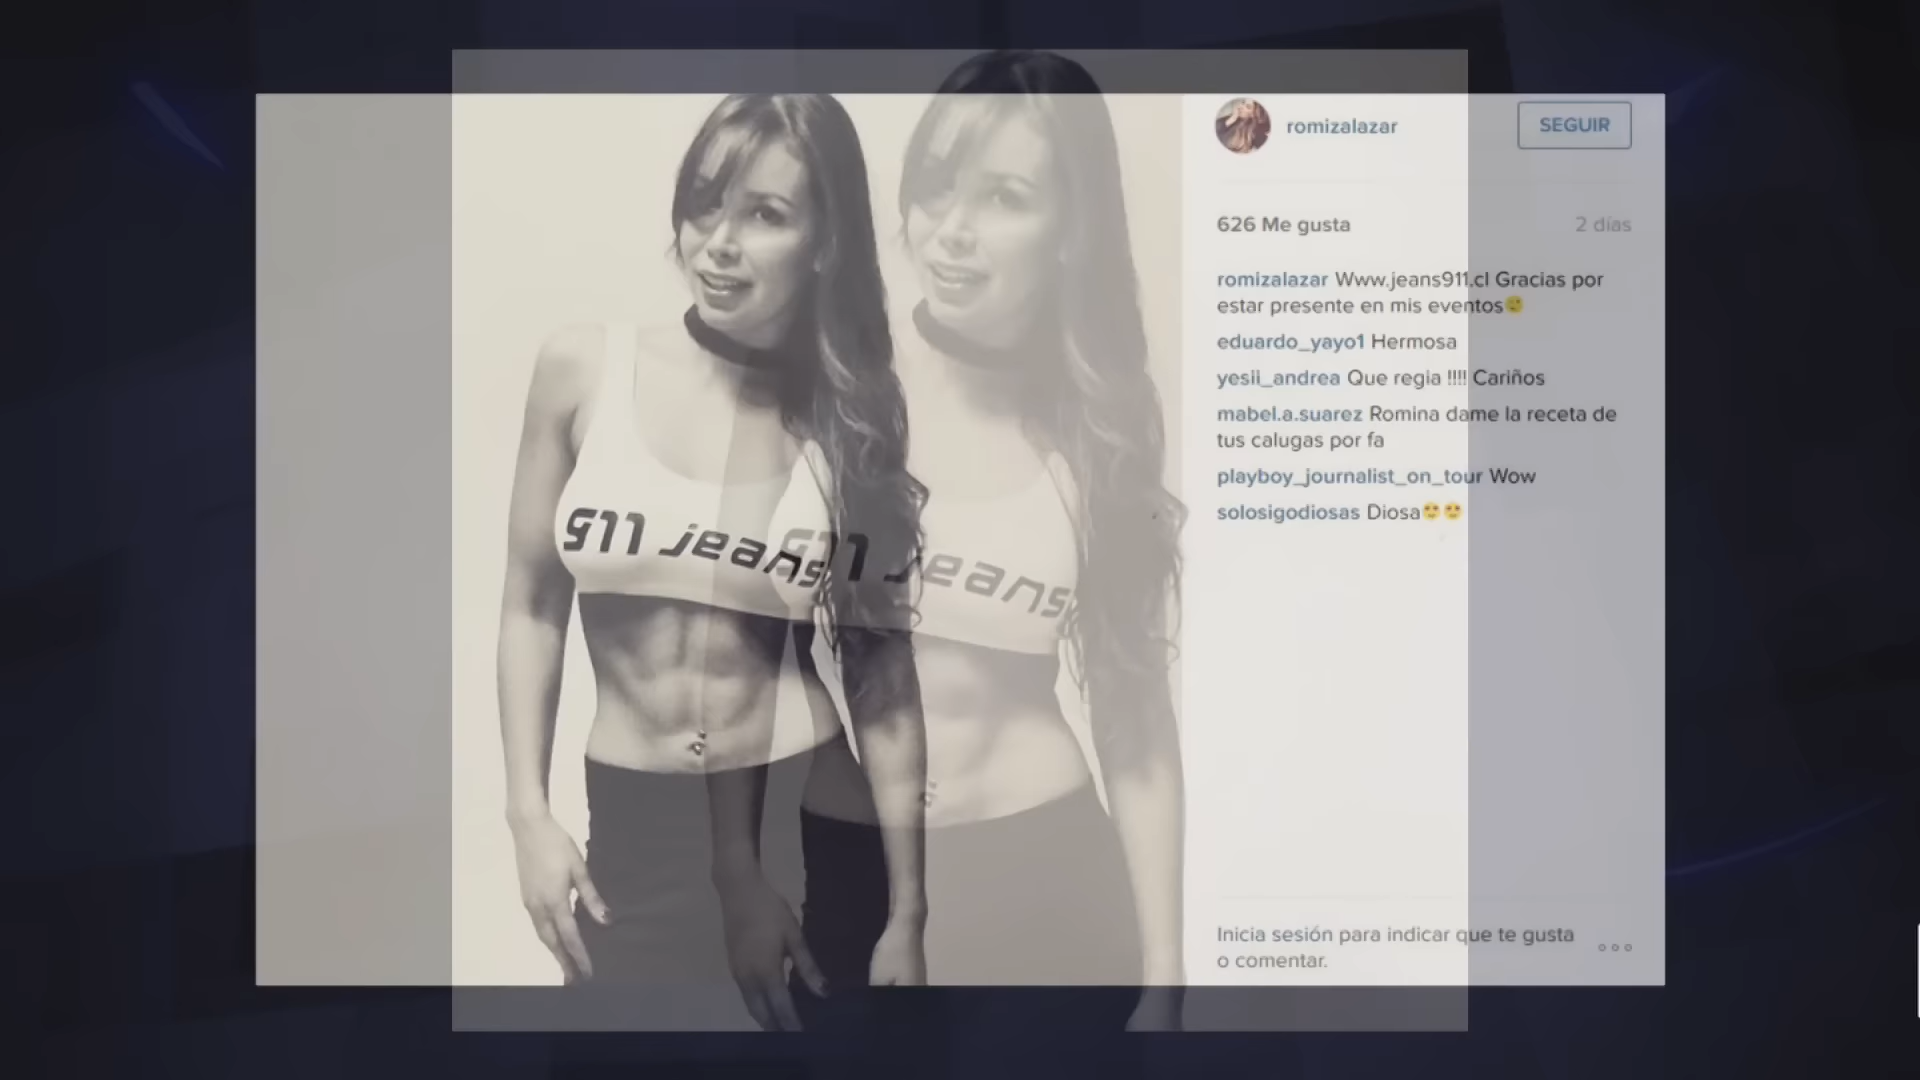 romizalazar
SEGUIR
626 Me gusta
2 días
romizalazar Www.jeans911.cl Gracias por
estar presente en mis eventos
eduardo_yayo1 Hermosa
yesii_andrea Que regia !!!! Cariños
mabel.a.suarez Romina dame la receta de
tus calugas por fa
playboy_journalist_on_tour Wow
solosigodiosas Diosa
911 jeans
911 jeans
Inicia sesión para indicar que te gusta
o comentar.